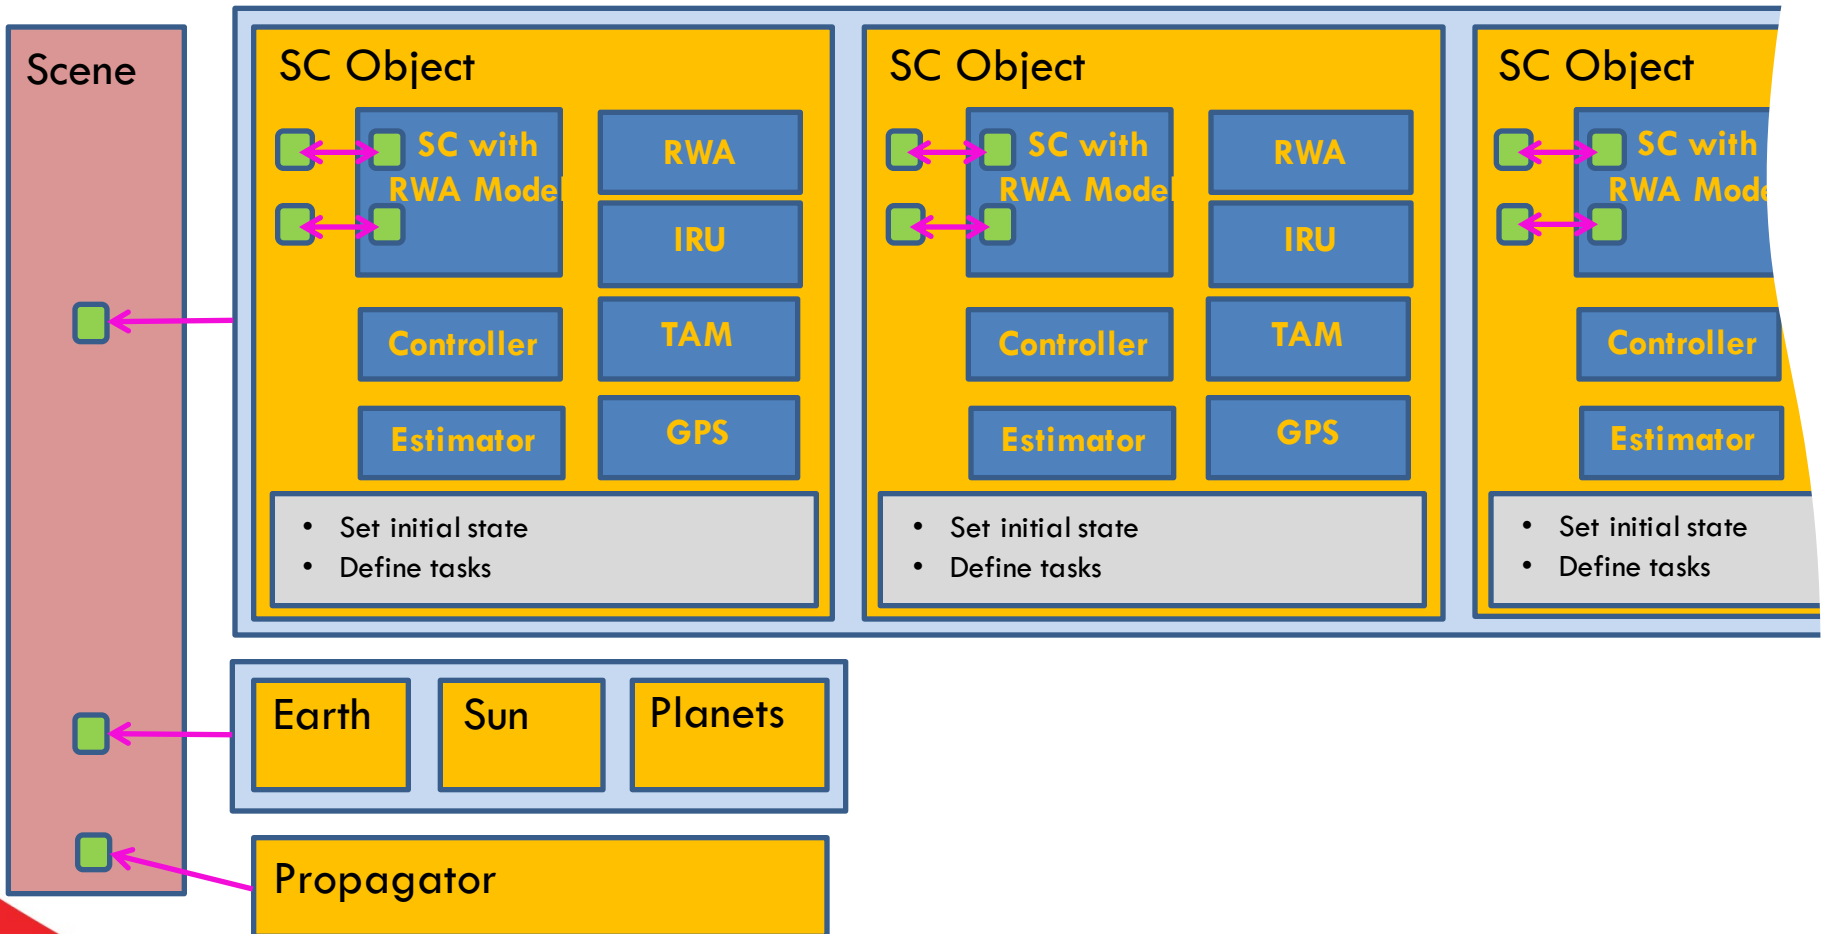 Scene
SC Object
SC with
RWA Model
RWA
IRU
Controller
TAM
Estimator
GPS
• Set initial state
• Define tasks
SC Object
SC with
RWA Model
RWA
IRU
Controller
TAM
Estimator
GPS
• Set initial state
• Define tasks
SC Object
SC with
RWA Mode
Controller
Estimator
• Set initial state
• Define tasks
Earth
Sun
Planets
Propagator